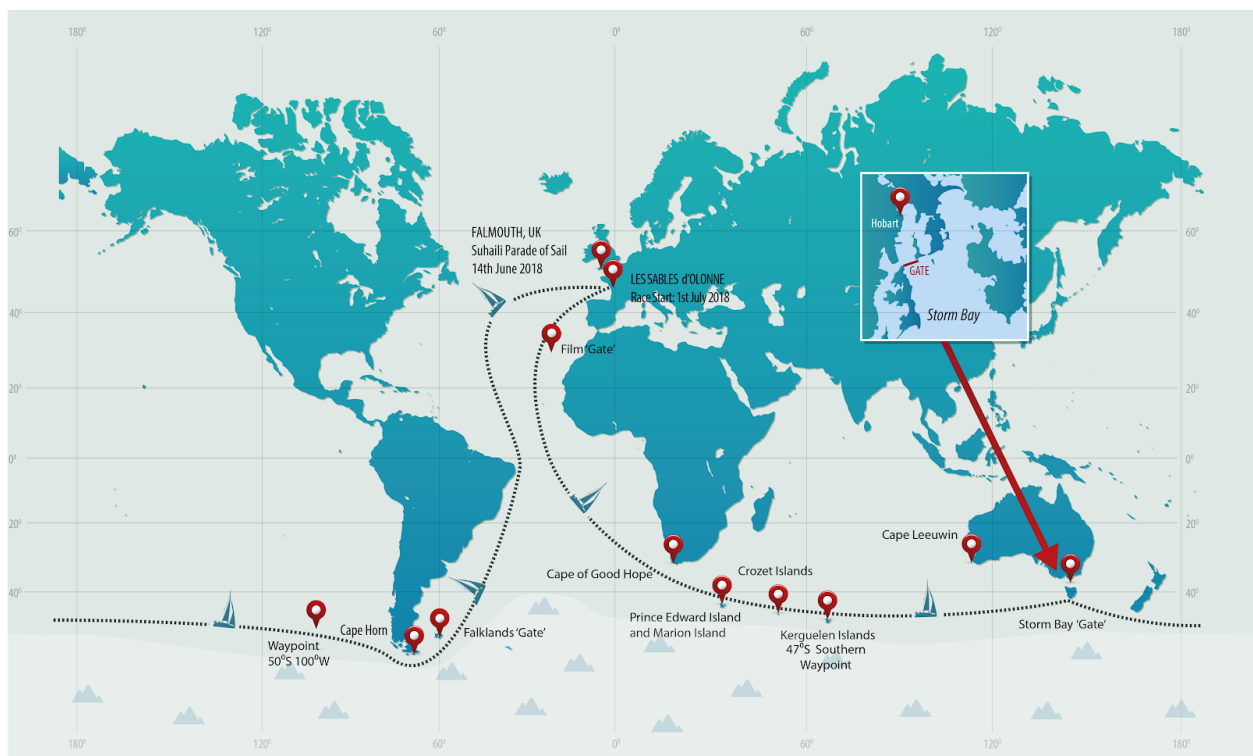 180⁰ 120⁰ 60⁰ 0⁰ 60⁰ 120⁰ 180⁰
FALMOUTH, UK
Suhaili Parade of Sail
14th June 2018
LES SABLES d'OLONNE
Race Start: 1st July 2018
Film 'Gate'
Hobart
GATE
Storm Bay
60⁰ 60⁰
40⁰ 40⁰
20⁰ 20⁰
0⁰ 0⁰
20⁰ 20⁰
40⁰ 40⁰
Cape Leeuwin
Cape of Good Hope
Crozet Islands
Prince Edward Island
and Marion Island
Kerguelen Islands
47⁰S Southern
Waypoint
Storm Bay 'Gate'
Waypoint
50⁰S 100⁰W
Cape Horn
Falklands 'Gate'
180⁰ 120⁰ 60⁰ 0⁰ 60⁰ 120⁰ 180⁰